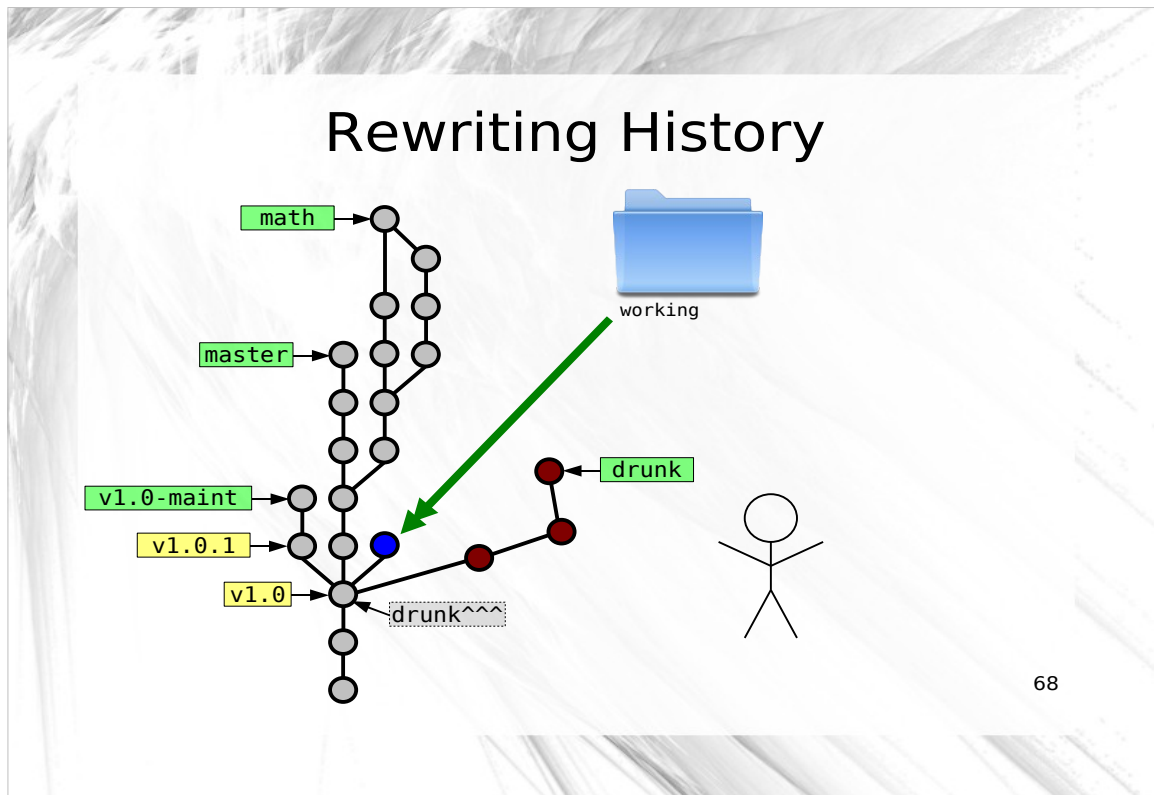 Rewriting History
math
working
master
drunk
v1.0-maint
v1.0.1
v1.0
drunk^^^
68